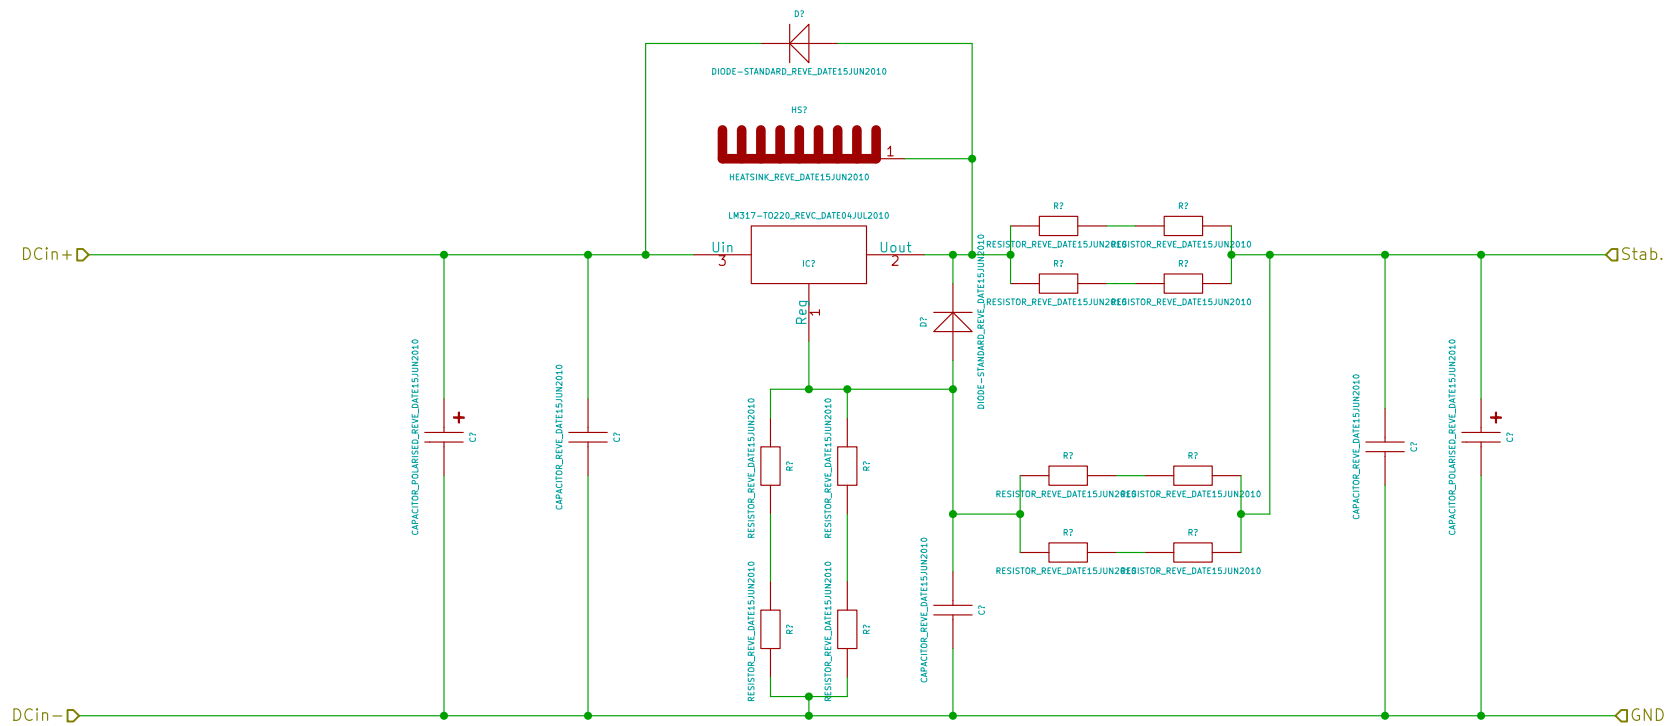 D?
DIODE-STANDARD_REVE_DATE15JUN2010
HS?
1
HEATSINK_REVE_DATE15JUN2010
LM317-TO220_REVC_DATE04JUL2010
DCin+
Uin
3
IC?
Uout
2
Req
1
D?
DIODE-STANDARD_REVE_DATE15JUN2010
R?
RESISTOR_REVE_DATE15JUN2010
R?
RESISTOR_REVE_DATE15JUN2010
RESISTOR_REVE_DATE15JUN2010
R?
R?
RESISTOR_REVE_DATE15JUN2010
Stab.
CAPACITOR_POLARISED_REVE_DATE15JUN2010
+
C?
CAPACITOR_REVE_DATE15JUN2010
C?
RESISTOR_REVE_DATE15JUN2010
R?
RESISTOR_REVE_DATE15JUN2010
R?
RESISTOR_REVE_DATE15JUN2010
R?
RESISTOR_REVE_DATE15JUN2010
R?
R?
RESISTOR_REVE_DATE15JUN2010
R?
RESISTOR_REVE_DATE15JUN2010
R?
RESISTOR_REVE_DATE15JUN2010
R?
RESISTOR_REVE_DATE15JUN2010
CAPACITOR_REVE_DATE15JUN2010
C?
CAPACITOR_REVE_DATE15JUN2010
C?
CAPACITOR_POLARISED_REVE_DATE15JUN2010
+
C?
DCin-
GND